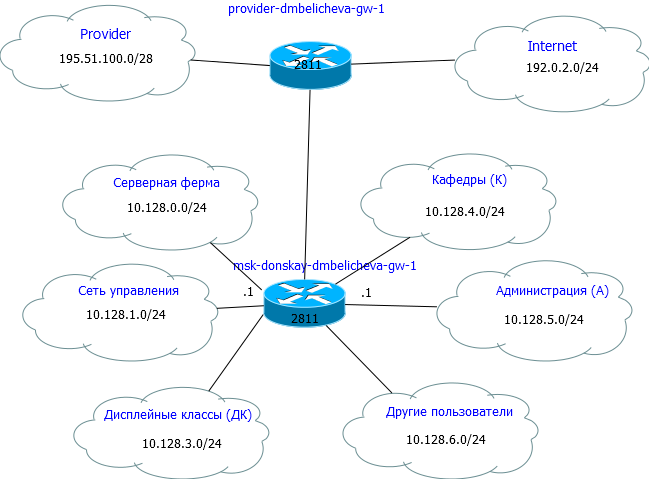 provider-dmbelicheva-gw-1
Provider
195.51.100.0/28
2811
Internet
192.0.2.0/24
Серверная ферма
10.128.0.0/24
Кафедры (К)
10.128.4.0/24
msk-donskay-dmbelicheva-gw-1
Сеть управления
10.128.1.0/24
.1
2811
.1
Администрация (А)
10.128.5.0/24
Дисплейные классы (ДК)
10.128.3.0/24
Другие пользователи
10.128.6.0/24